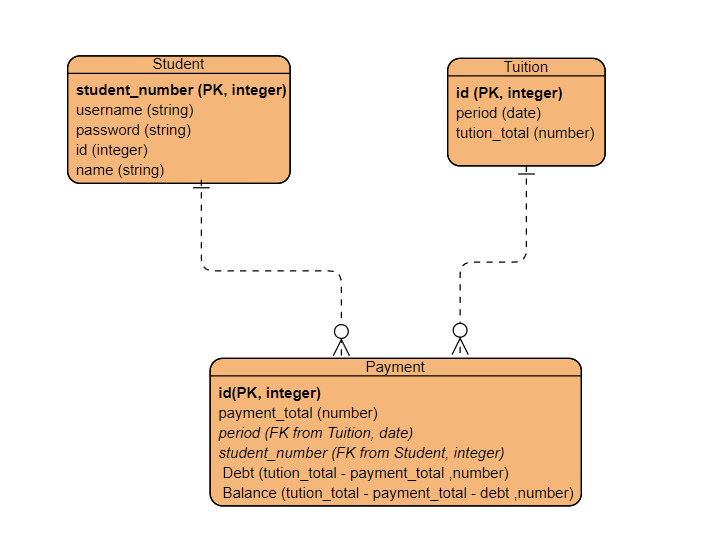 Student
student_number (PK, integer)
username (string)
password (string)
id (integer)
name (string)
Tuition
id (PK, integer)
period (date)
tution_total (number)
Payment
id(PK, integer)
payment_total (number)
period (FK from Tuition, date)
student_number (FK from Student, integer)
Debt (tution_total - payment_total ,number)
Balance (tution_total - payment_total - debt ,number)